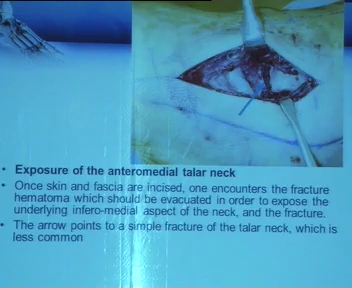 • Exposure of the anteromedial talar neck
• Once skin and fascia are incised, one encounters the fracture
hematoma which should be evacuated in order to expose the
underlying infero-medial aspect of the neck, and the fracture.
• The arrow points to a simple fracture of the talar neck, which is
less common